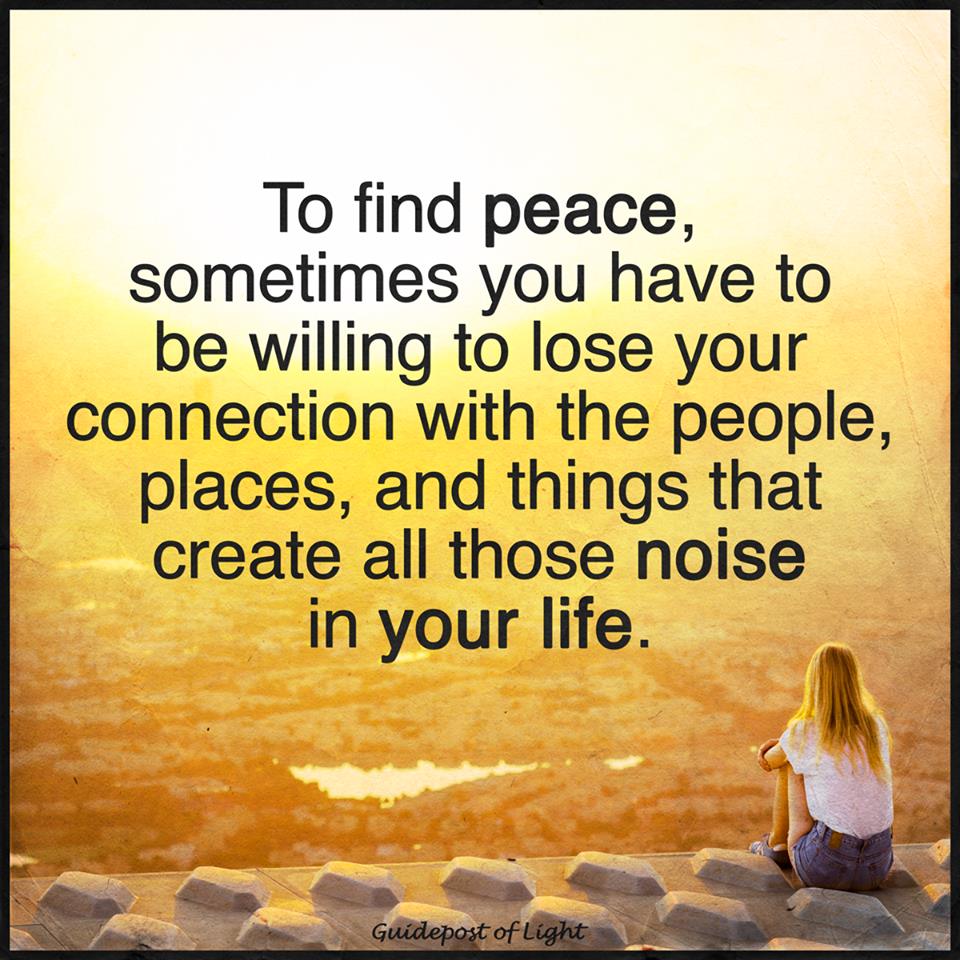 To find peace,
sometimes you have to
be willing to lose your
connection with the people,
places, and things that
create all those noise
in your life.
Guidepost of Light